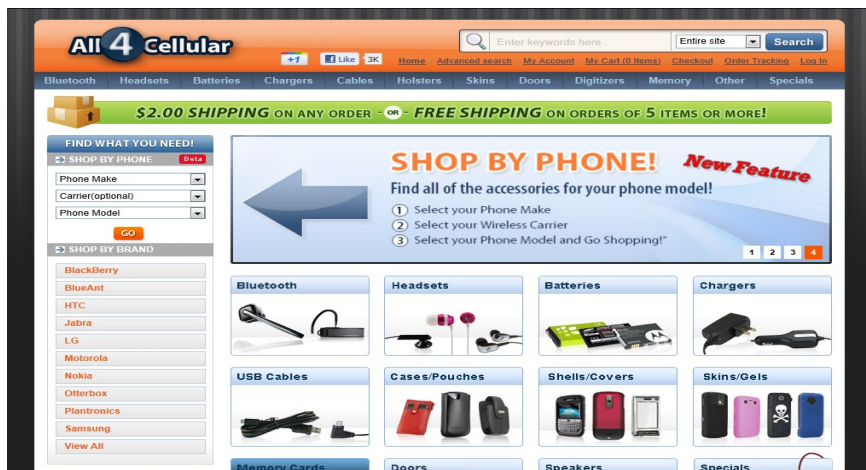 All 4 Cellular
Enter keywords here..
Entire site
Search
+1
Like
3K
Home Advanced search My Account My Cart (0 Items) Checkout Order Tracking Log In
Bluetooth Headsets Batteries Chargers Cables Holsters Skins Doors Digitizers Memory Other Specials
$2.00 SHIPPING ON ANY ORDER - OR - FREE SHIPPING ON ORDERS OF 5 ITEMS OR MORE!
FIND WHAT YOU NEED!
SHOP BY PHONE Beta
Phone Make
Carrier(optional)
Phone Model
GO
SHOP BY BRAND
BlackBerry
BlueAnt
HTC
Jabra
LG
Motorola
Nokia
Otterbox
Plantronics
Samsung
View All
SHOP BY PHONE! New Feature
Find all of the accessories for your phone model!
1 Select your Phone Make
2 Select your Wireless Carrier
3 Select your Phone Model and Go Shopping!"
1 2 3 4
Bluetooth Headsets Batteries Chargers
USB Cables Cases/Pouches Shells/Covers Skins/Gels
Memory Cards Doors Speakers Specials